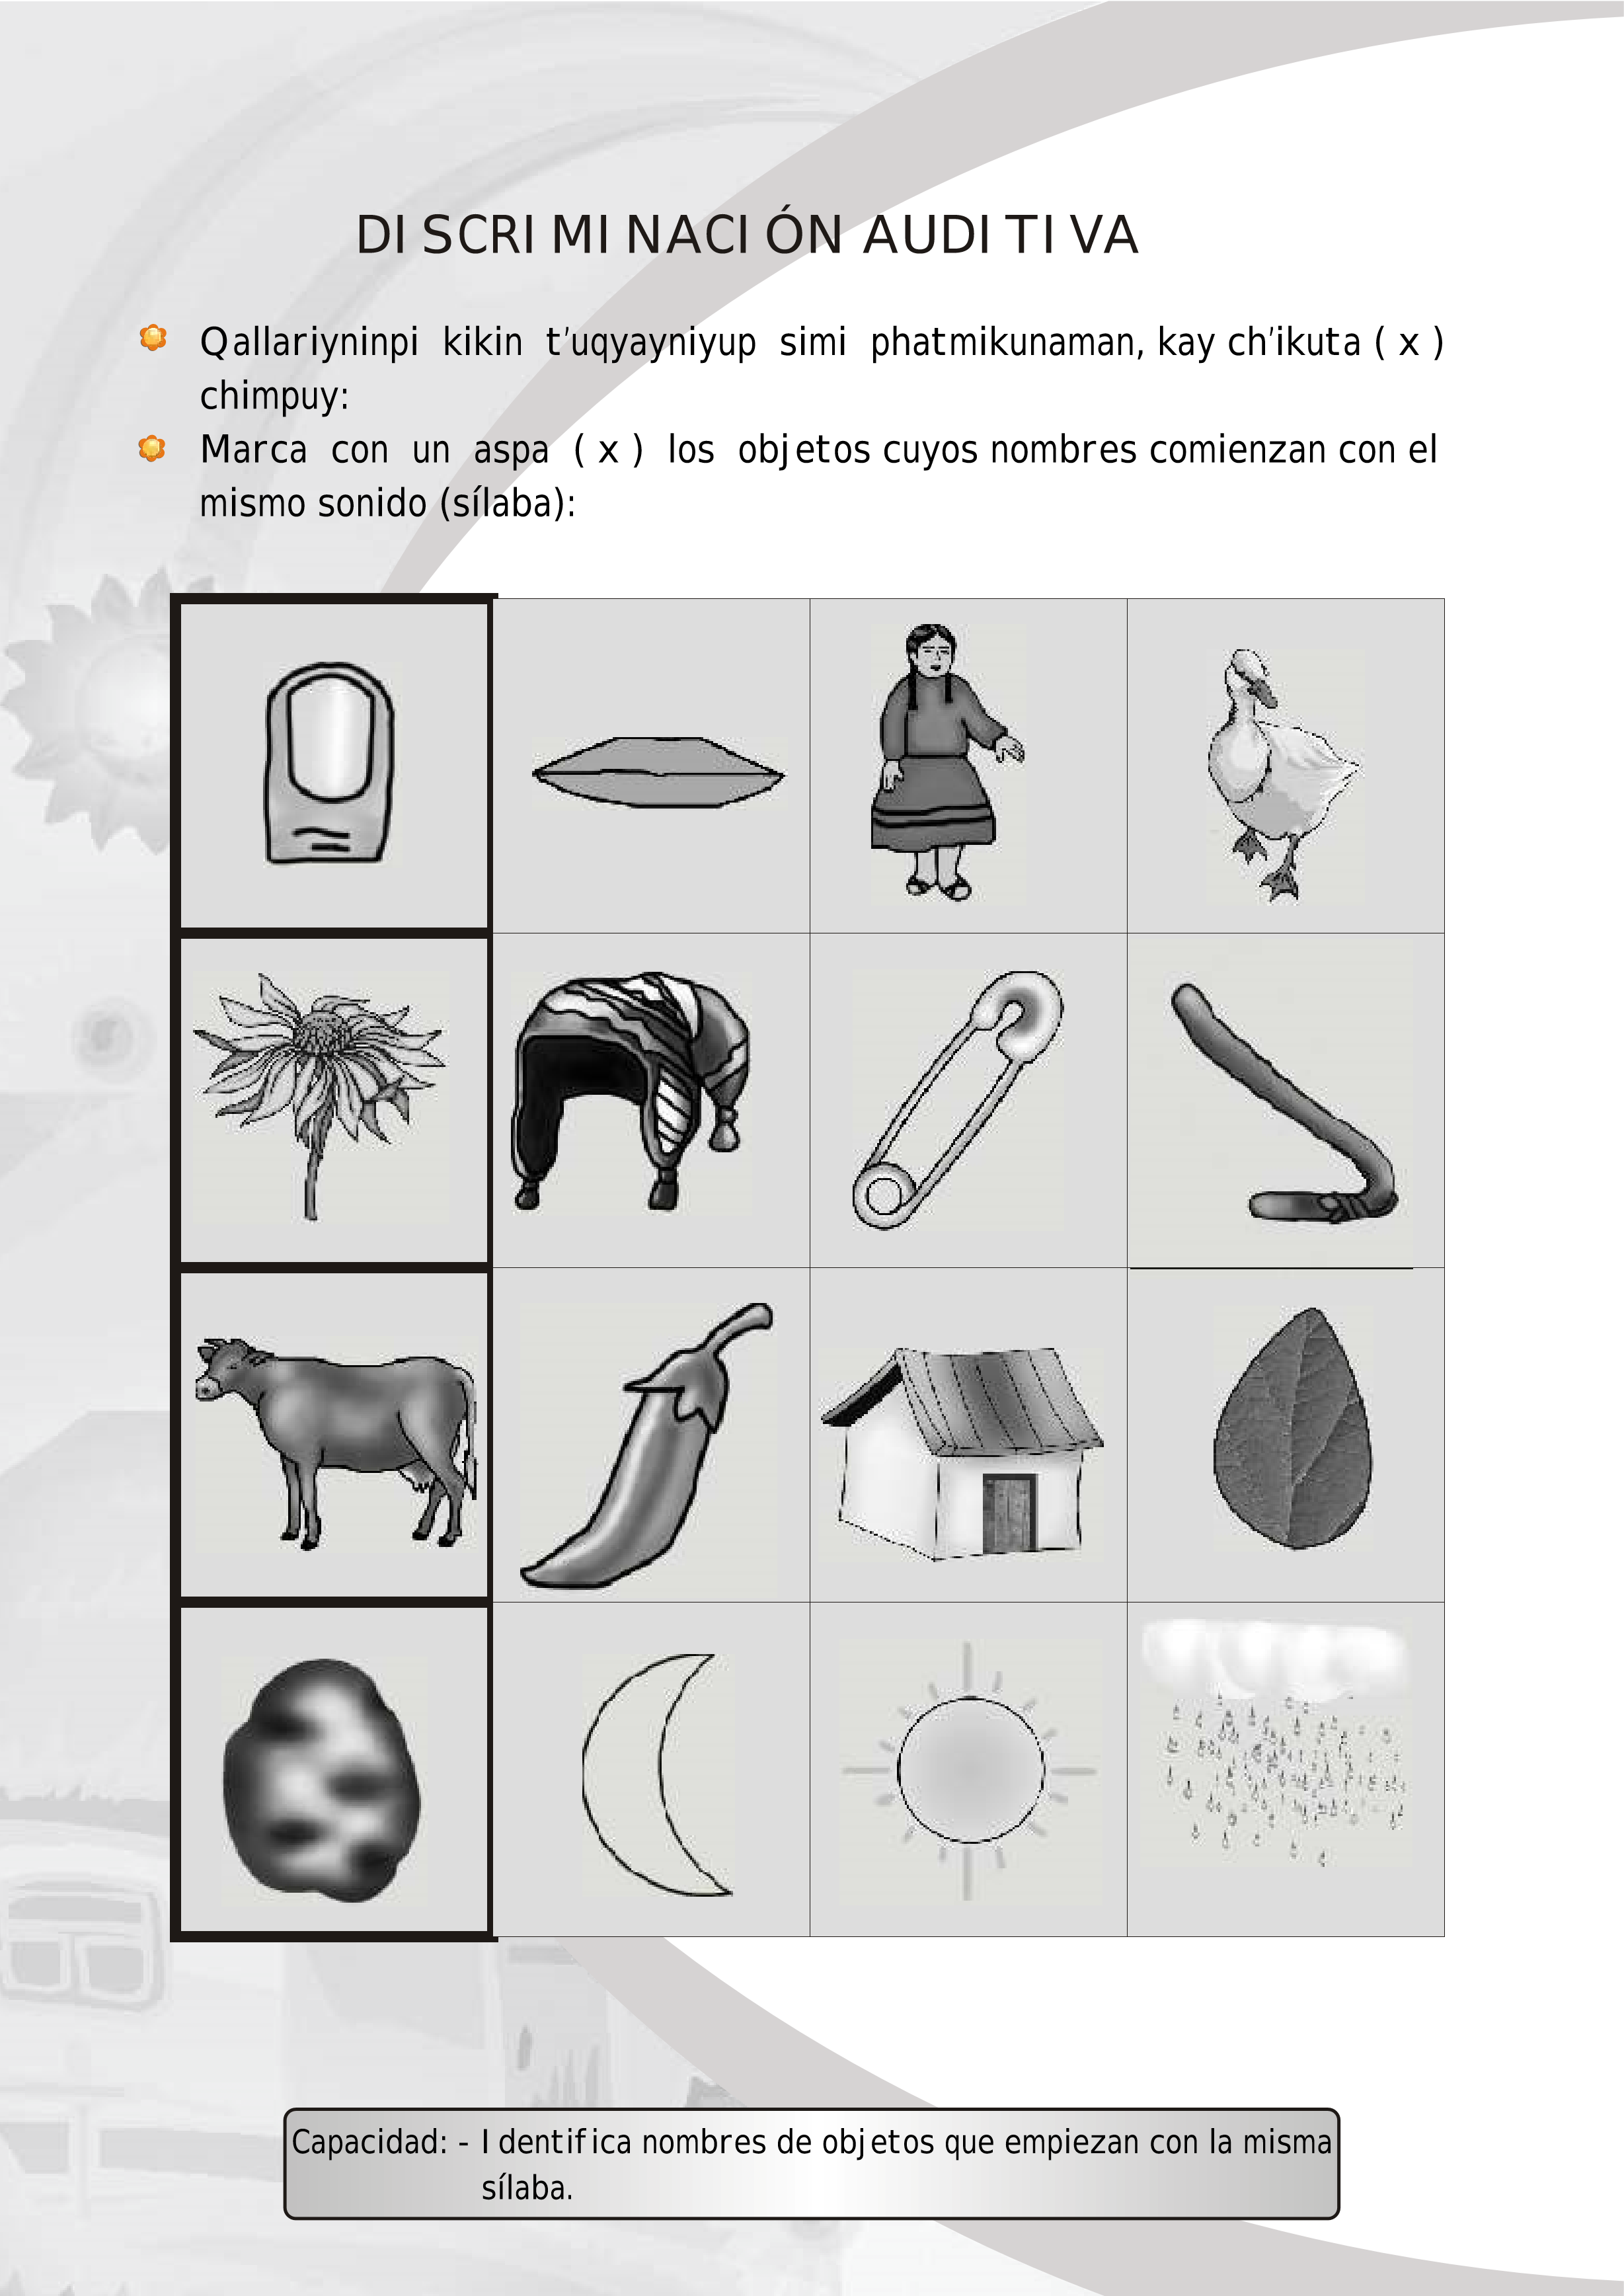 DISCRIMINACIÓN AUDITIVA
Qallariyninpi kikin t'uqyayniyup simi phatmikunaman, kay ch'ikuta ( x )
chimpuy:
Marca con un aspa ( x ) los objetos cuyos nombres comienzan con el
mismo sonido (sílaba):
Capacidad: - Identifica nombres de objetos que empiezan con la misma
sílaba.